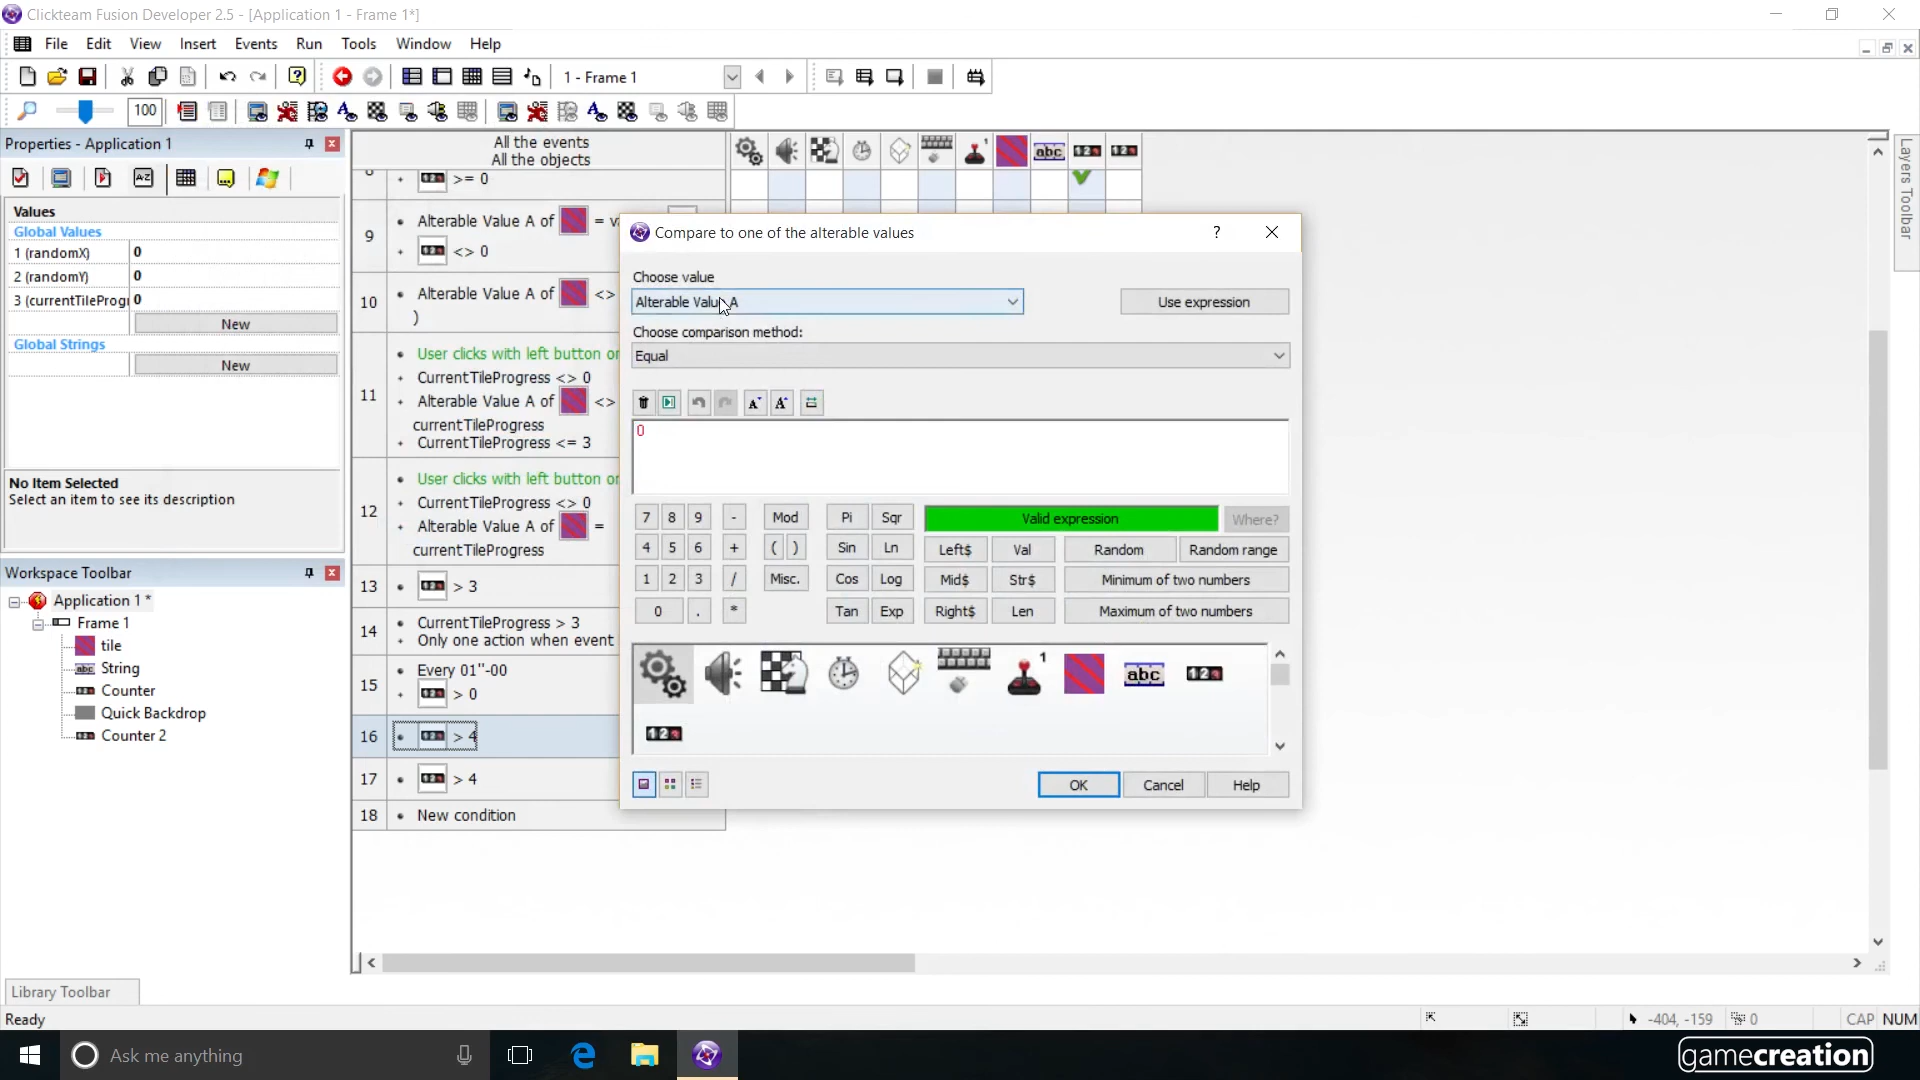 Clickteam Fusion Developer 2.5 - [Application 1 - Frame 1*]
File Edit View Insert Events Run Tools Window Help
1 - Frame 1
100
Properties - Application 1
Values
Global Values
1 (randomX) 0
2 (randomY) 0
3 (currentTileProgr 0
New
Global Strings
New
No Item Selected
Select an item to see its description
Workspace Toolbar
Application 1 *
Frame 1
tile
String
Counter
Quick Backdrop
Counter 2
Library Toolbar
Ready
All the events
All the objects
>= 0
9 Alterable Value A of = v
<> 0
10 Alterable Value A of <>
)
11 User clicks with left button or
CurrentTileProgress <> 0
Alterable Value A of <>
currentTileProgress
CurrentTileProgress <= 3
12 User clicks with left button or
CurrentTileProgress <> 0
Alterable Value A of =
currentTileProgress
13 > 3
14 CurrentTileProgress > 3
Only one action when event
15 Every 01"-00
> 0
16 > 4
17 > 4
18 New condition
Compare to one of the alterable values
?
Choose value
Alterable Value A
Use expression
Choose comparison method:
Equal
0
7 8 9 - Mod Pi Sqr Valid expression Where?
4 5 6 + ( ) Sin Ln Left$ Val Random Random range
1 2 3 / Misc. Cos Log Mid$ Str$ Minimum of two numbers
0 . * Tan Exp Right$ Len Maximum of two numbers
abc
OK Cancel Help
Layers Toolbar
-404, -159 0 CAP NUM
Ask me anything
gamecreation